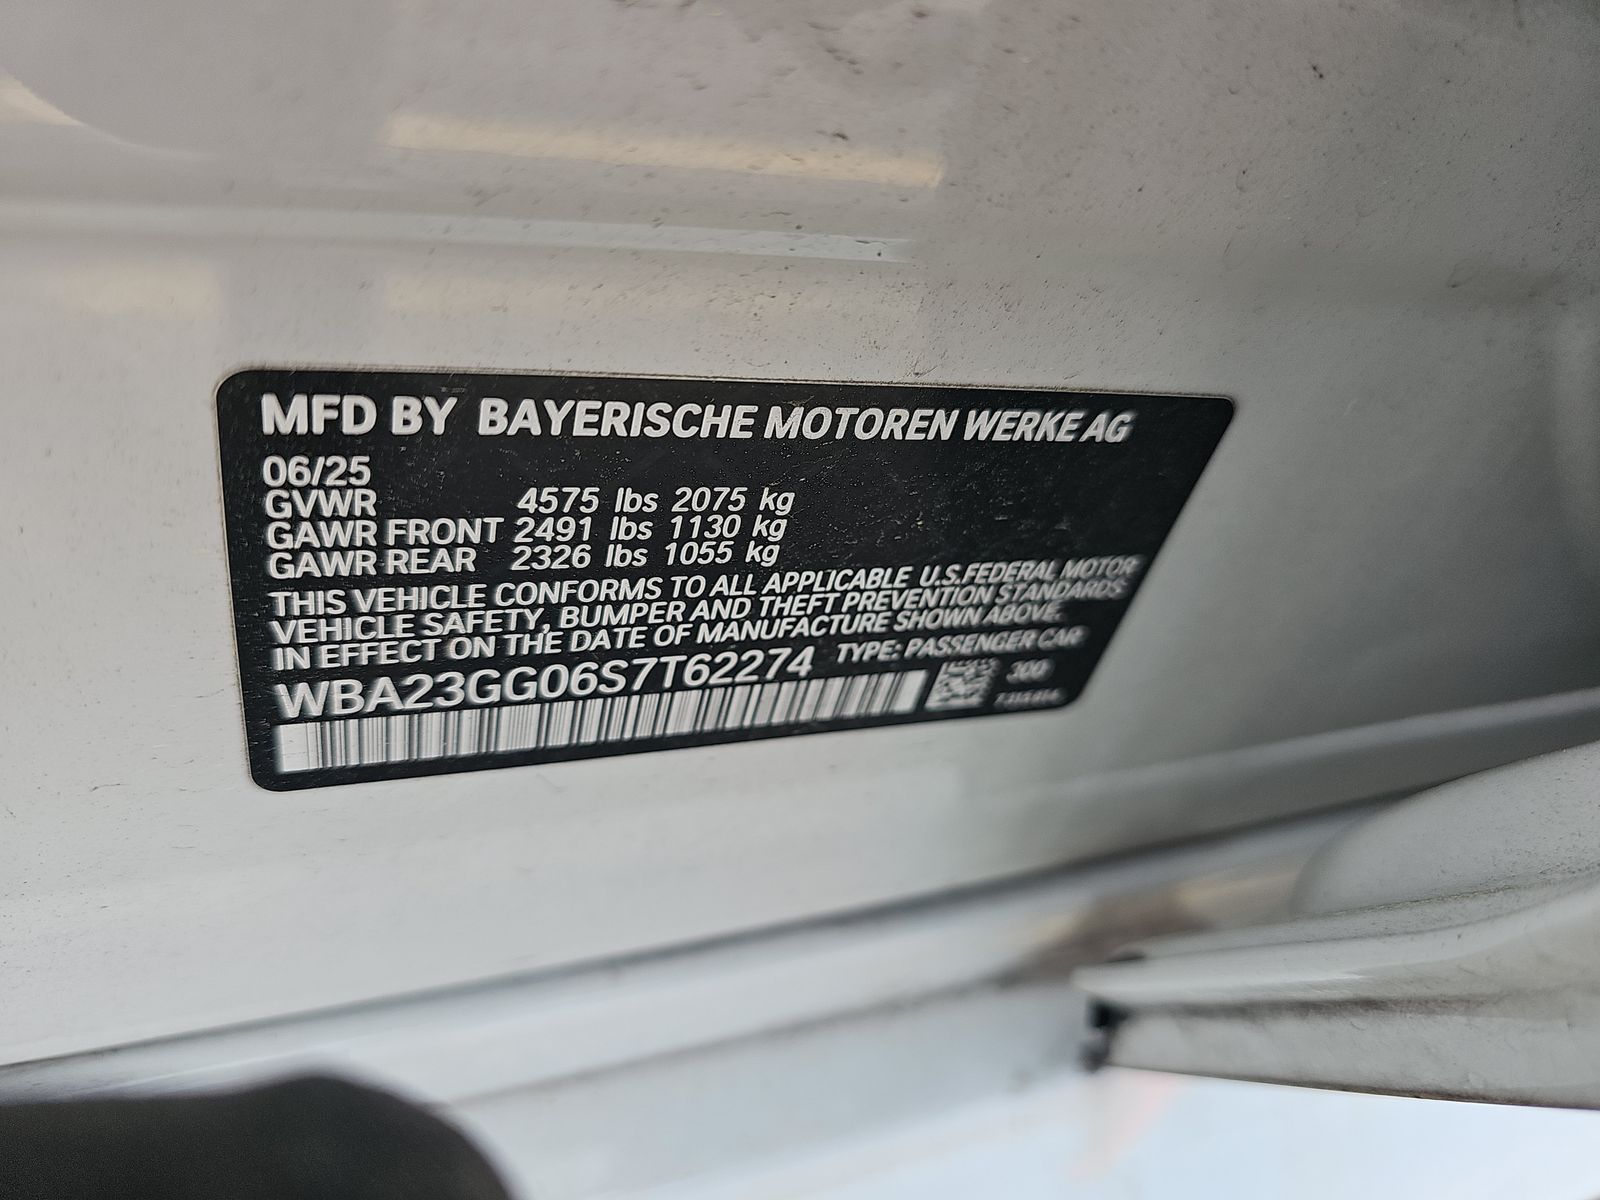 MFD BY BAYERISCHE MOTOREN WERKE AG
06/25
GVWR 4575 lbs 2075 kg
GAWR FRONT 2491 lbs 1130 kg
GAWR REAR 2326 lbs 1055 kg
THIS VEHICLE CONFORMS TO ALL APPLICABLE U.S.FEDERAL MOTOR
VEHICLE SAFETY, BUMPER AND THEFT PREVENTION STANDARDS
IN EFFECT ON THE DATE OF MANUFACTURE SHOWN ABOVE.
WBA23GG06S7T62274 TYPE: PASSENGER CAR
300